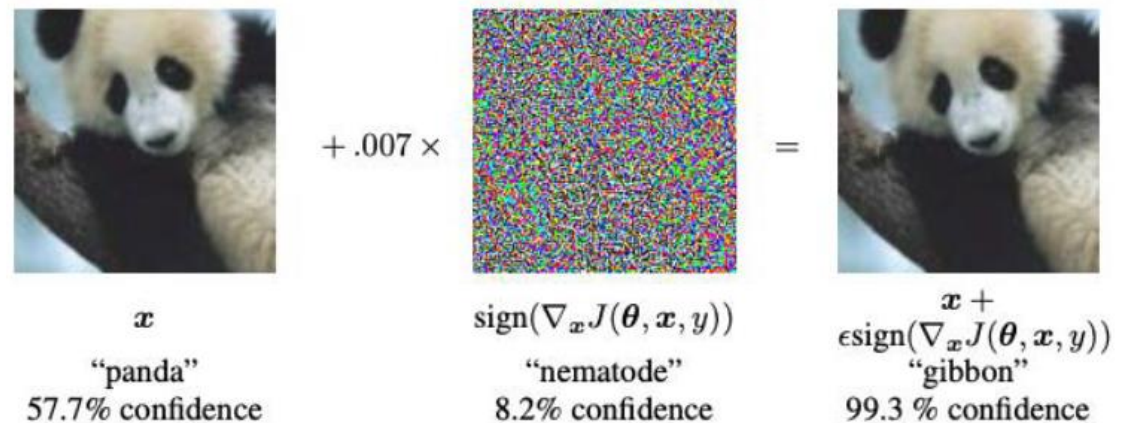 + .007 ×
=
x
sign(∇ₓJ(θ, x, y))
x +
ϵsign(∇ₓJ(θ, x, y))
“panda”
“nematode”
“gibbon”
57.7% confidence
8.2% confidence
99.3 % confidence